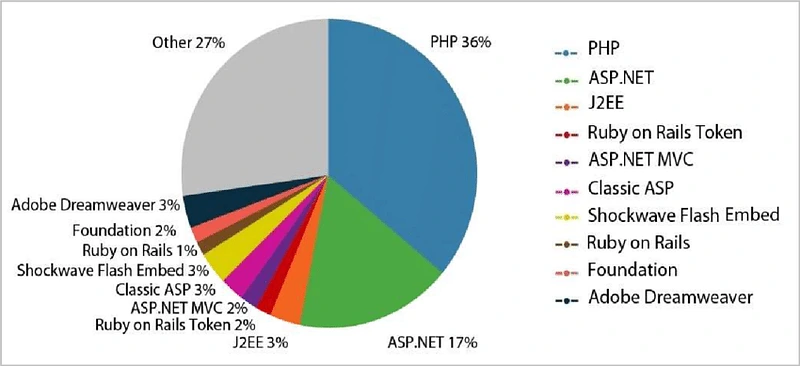 Other 27%
PHP 36%
Adobe Dreamweaver 3%
Foundation 2%
Ruby on Rails 1%
Shockwave Flash Embed 3%
Classic ASP 3%
ASP.NET MVC 2%
Ruby on Rails Token 2%
J2EE 3%
ASP.NET 17%
PHP
ASP.NET
J2EE
Ruby on Rails Token
ASP.NET MVC
Classic ASP
Shockwave Flash Embed
Ruby on Rails
Foundation
Adobe Dreamweaver